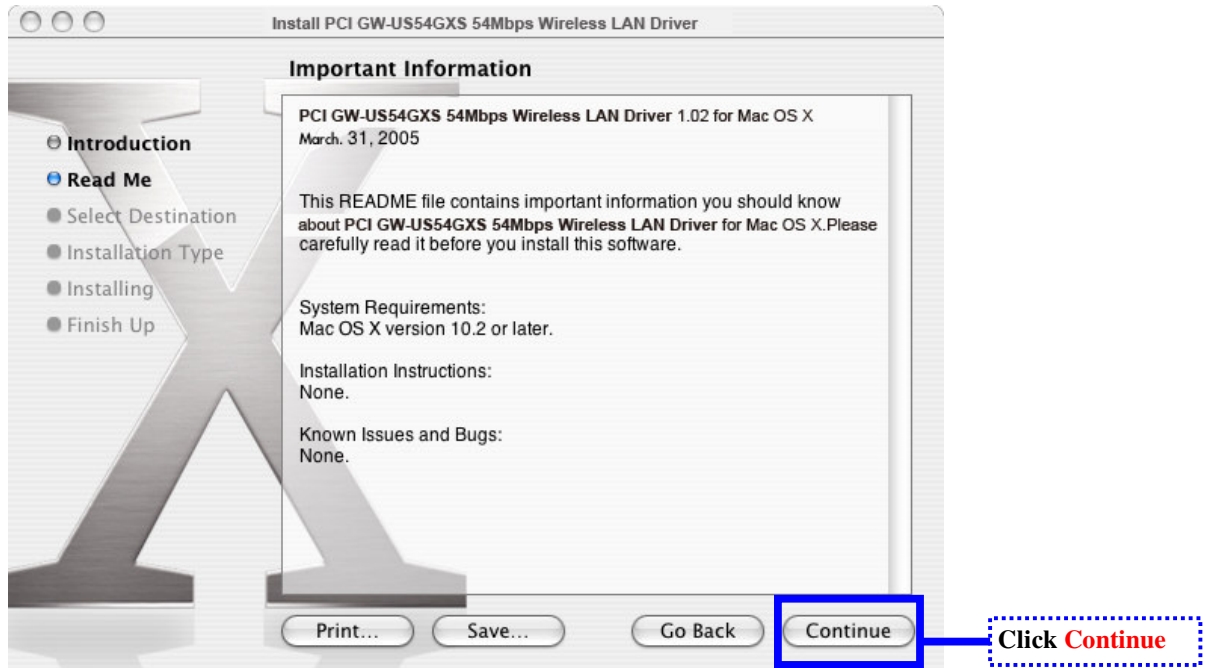 Install PCI GW-US54GXS 54Mbps Wireless LAN Driver
Important Information
Introduction
Read Me
Select Destination
Installation Type
Installing
Finish Up
PCI GW-US54GXS 54Mbps Wireless LAN Driver 1.02 for Mac OS X
March. 31, 2005
This README file contains important information you should know
about PCI GW-US54GXS 54Mbps Wireless LAN Driver for Mac OS X.Please
carefully read it before you install this software.
System Requirements:
Mac OS X version 10.2 or later.
Installation Instructions:
None.
Known Issues and Bugs:
None.
Print...
Save...
Go Back
Continue
Click Continue